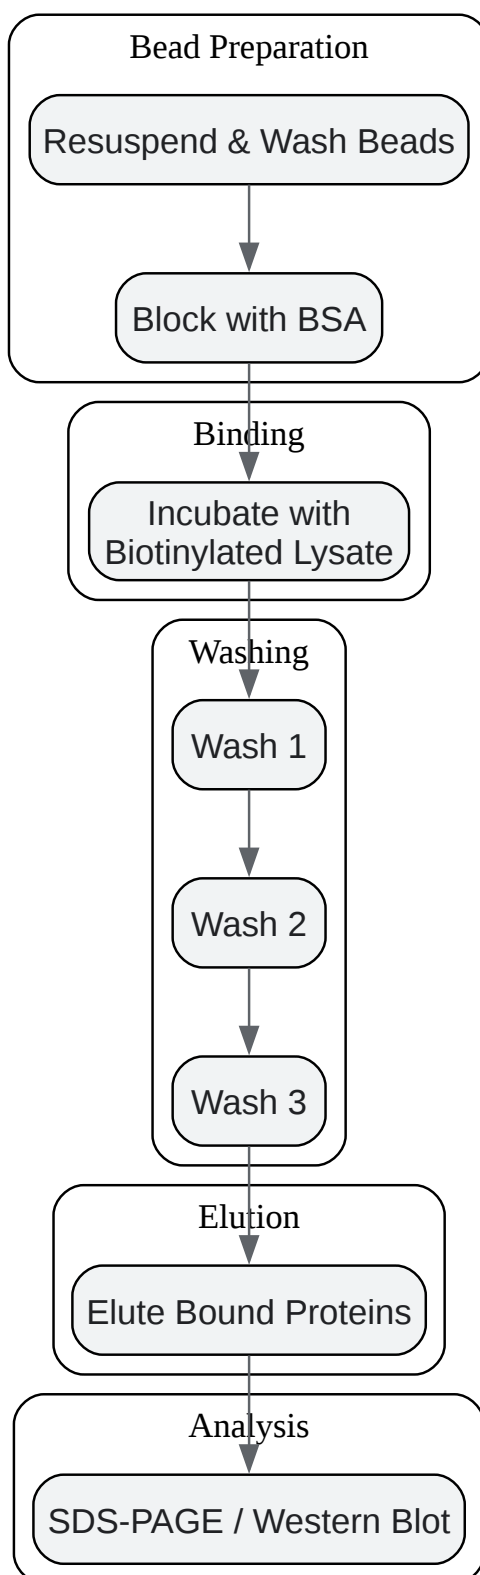 Bead Preparation
Resuspend & Wash Beads
Block with BSA
Binding
Incubate with
Biotinylated Lysate
Washing
Wash 1
Wash 2
Wash 3
Elution
Elute Bound Proteins
Analysis
SDS-PAGE / Western Blot